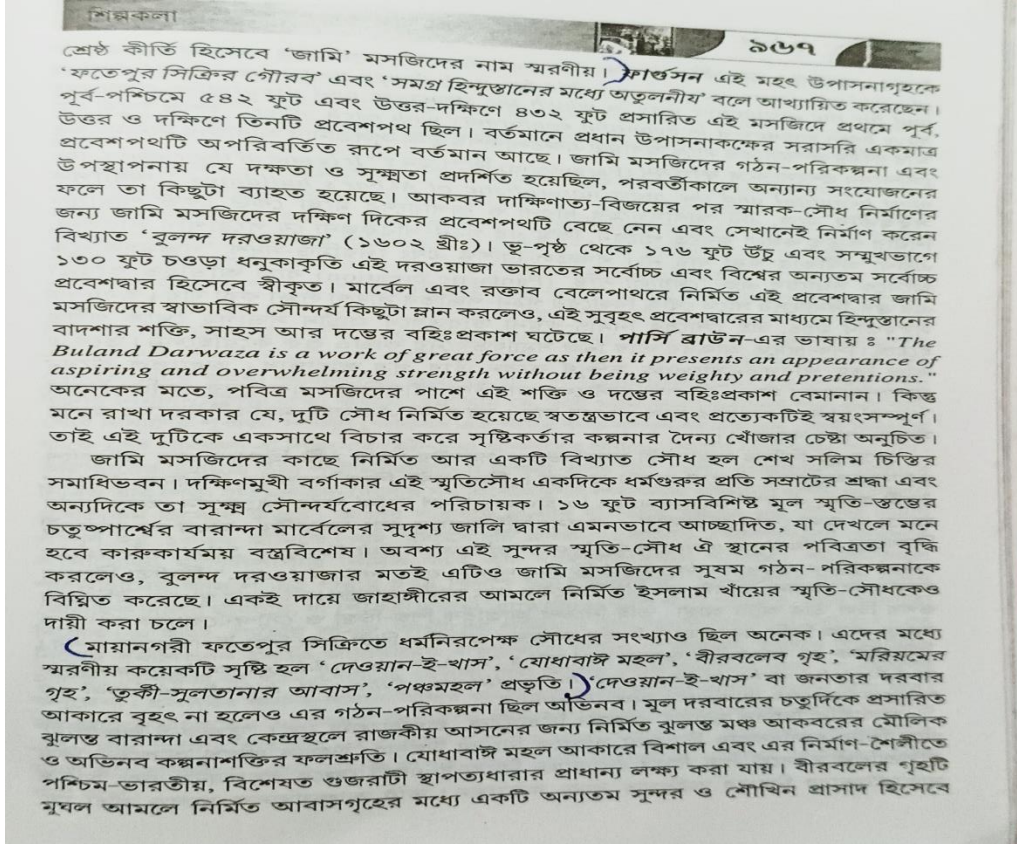 শিল্পকলা
৯৬৭
শ্রেষ্ঠ কীর্তি হিসেবে ‘জামি’ মসজিদের নাম স্মরণীয়। ফার্গুসন এই মহৎ উপাসনাগৃহকে
‘ফতেপুর সিক্রির গৌরব’ এবং ‘সমগ্র হিন্দুস্তানের মধ্যে অতুলনীয়’ বলে আখ্যায়িত করেছেন।
পূর্ব-পশ্চিমে ৫৪২ ফুট এবং উত্তর-দক্ষিণে ৪৩২ ফুট প্রসারিত এই মসজিদে প্রথমে পূর্ব,
উত্তর ও দক্ষিণে তিনটি প্রবেশপথ ছিল। বর্তমানে প্রধান উপাসনাকক্ষের সরাসরি একমাত্র
প্রবেশপথটি অপরিবর্তিত রূপে বর্তমান আছে। জামি মসজিদের গঠন-পরিকল্পনা এবং
উপস্থাপনায় যে দক্ষতা ও সূক্ষ্মতা প্রদর্শিত হয়েছিল, পরবর্তীকালে অন্যান্য সংযোজনের
ফলে তা কিছুটা ব্যাহত হয়েছে। আকবর দাক্ষিণাত্য-বিজয়ের পর স্মারক-সৌধ নির্মাণের
জন্য জামি মসজিদের দক্ষিণ দিকের প্রবেশপথটি বেছে নেন এবং সেখানেই নির্মাণ করেন
বিখ্যাত ‘বুলন্দ দরওয়াজা’ (১৬০২ খ্রীঃ)। ভূ-পৃষ্ঠ থেকে ১৭৬ ফুট উঁচু এবং সম্মুখভাগে
১৩০ ফুট চওড়া ধনুকাকৃতি এই দরওয়াজা ভারতের সর্বোচ্চ এবং বিশ্বের অন্যতম সর্বোচ্চ
প্রবেশদ্বার হিসেবে স্বীকৃত। মার্বেল এবং রক্তাব বেলেপাথরে নির্মিত এই প্রবেশদ্বার জামি
মসজিদের স্বাভাবিক সৌন্দর্য কিছুটা ম্লান করলেও, এই সুবৃহৎ প্রবেশদ্বারের মাধ্যমে হিন্দুস্তানের
বাদশার শক্তি, সাহস আর দম্ভের বহিঃপ্রকাশ ঘটেছে। পার্সি ব্রাউন-এর ভাষায় ঃ "The
Buland Darwaza is a work of great force as then it presents an appearance of
aspiring and overwhelming strength without being weighty and pretentions."
অনেকের মতে, পবিত্র মসজিদের পাশে এই শক্তি ও দম্ভের বহিঃপ্রকাশ বেমানান। কিন্তু
মনে রাখা দরকার যে, দুটি সৌধ নির্মিত হয়েছে স্বতন্ত্রভাবে এবং প্রত্যেকটিই স্বয়ংসম্পূর্ণ।
তাই এই দুটিকে একসাথে বিচার করে সৃষ্টিকর্তার কল্পনার দৈন্য খোঁজার চেষ্টা অনুচিত।
জামি মসজিদের কাছে নির্মিত আর একটি বিখ্যাত সৌধ হল শেখ সলিম চিস্তির
সমাধিভবন। দক্ষিণমুখী বর্গাকার এই স্মৃতিসৌধ একদিকে ধর্মগুরুর প্রতি সম্রাটের শ্রদ্ধা এবং
অন্যদিকে তা সূক্ষ্ম সৌন্দর্যবোধের পরিচায়ক। ১৬ ফুট ব্যাসবিশিষ্ট মূল স্মৃতি-স্তম্ভের
চতুষ্পার্শ্বের বারান্দা মার্বেলের সুদৃশ্য জালি দ্বারা এমনভাবে আচ্ছাদিত, যা দেখলে মনে
হবে কারুকার্যময় বস্ত্রবিশেষ। অবশ্য এই সুন্দর স্মৃতি-সৌধ ঐ স্থানের পবিত্রতা বৃদ্ধি
করলেও, বুলন্দ দরওয়াজার মতই এটিও জামি মসজিদের সুষম গঠন-পরিকল্পনাকে
বিঘ্নিত করেছে। একই দায়ে জাহাঙ্গীরের আমলে নির্মিত ইসলাম খাঁয়ের স্মৃতি-সৌধকেও
দায়ী করা চলে।
মায়ানগরী ফতেপুর সিক্রিতে ধর্মনিরপেক্ষ সৌধের সংখ্যাও ছিল অনেক। এদের মধ্যে
স্মরণীয় কয়েকটি সৃষ্টি হল ‘দেওয়ান-ই-খাস’, ‘যোধাবাঈ মহল’, ‘বীরবলের গৃহ’, ‘মরিয়মের
গৃহ’, ‘তুর্কী-সুলতানার আবাস’, ‘পঞ্চমহল’ প্রভৃতি। ‘দেওয়ান-ই-খাস’ বা জনতার দরবার
আকারে বৃহৎ না হলেও এর গঠন-পরিকল্পনা ছিল অভিনব। মূল দরবারের চতুর্দিকে প্রসারিত
ঝুলন্ত বারান্দা এবং কেন্দ্রস্থলে রাজকীয় আসনের জন্য নির্মিত ঝুলন্ত মঞ্চ আকবরের মৌলিক
ও অভিনব কল্পনাশক্তির ফলশ্রুতি। যোধাবাঈ মহল আকারে বিশাল এবং এর নির্মাণ-শৈলীতে
পশ্চিম-ভারতীয়, বিশেষত গুজরাটী স্থাপত্যধারার প্রাধান্য লক্ষ্য করা যায়। বীরবলের গৃহটি
মুঘল আমলে নির্মিত আবাসগৃহের মধ্যে একটি অন্যতম সুন্দর ও শৌখিন প্রাসাদ হিসেবে